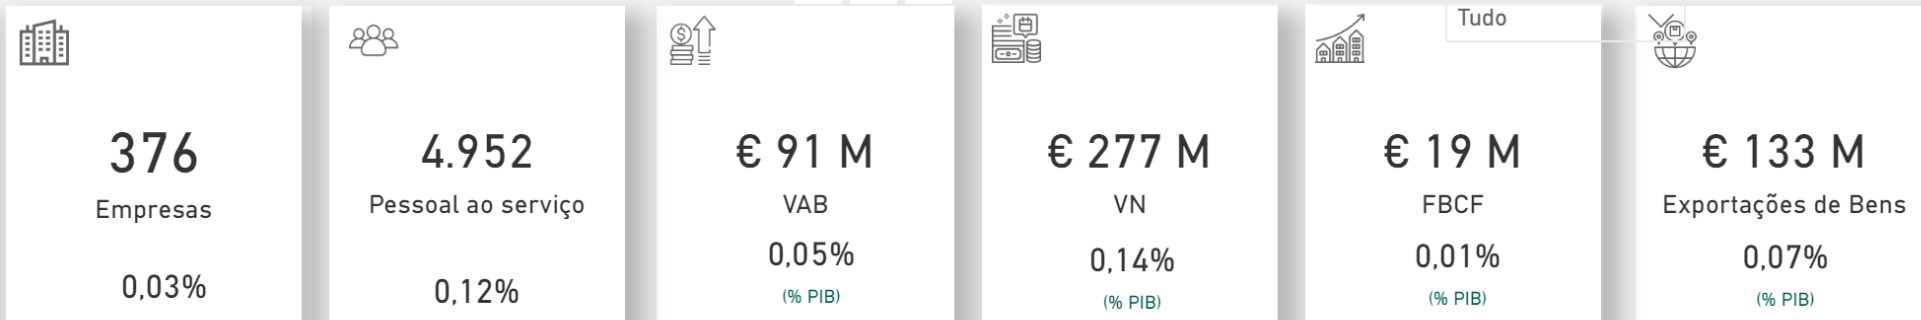 376
Empresas
0,03%
4.952
Pessoal ao serviço
0,12%
€ 91 M
VAB
0,05%
(% PIB)
€ 277 M
VN
0,14%
(% PIB)
€ 19 M
FBCF
0,01%
(% PIB)
Tudo
€ 133 M
Exportações de Bens
0,07%
(% PIB)